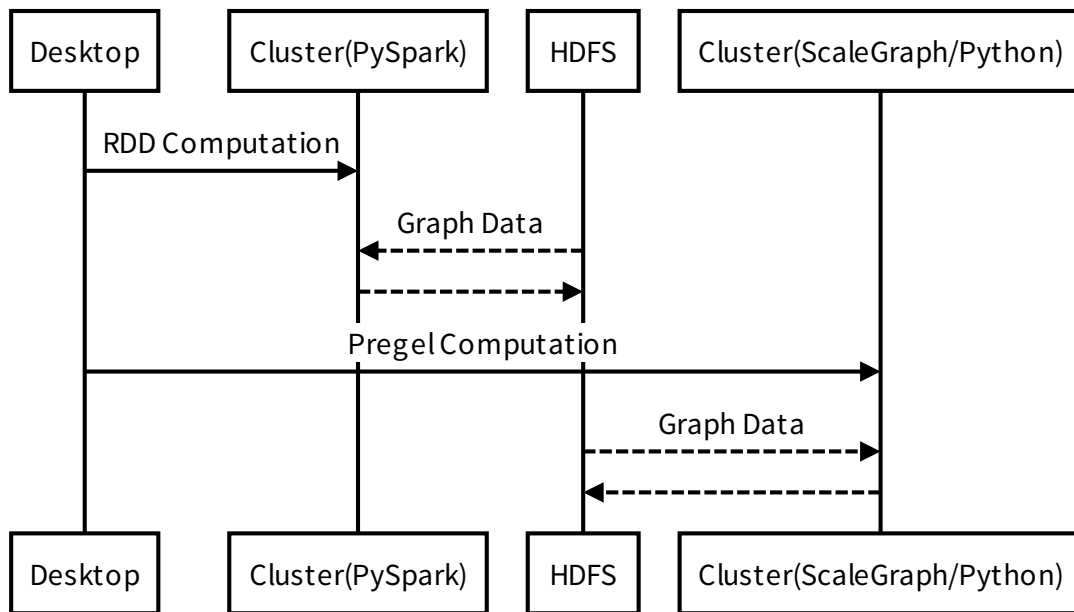 Desktop
Cluster(PySpark)
HDFS
Cluster(ScaleGraph/Python)
RDD Computation
Graph Data
Pregel Computation
Graph Data
Desktop
Cluster(PySpark)
HDFS
Cluster(ScaleGraph/Python)